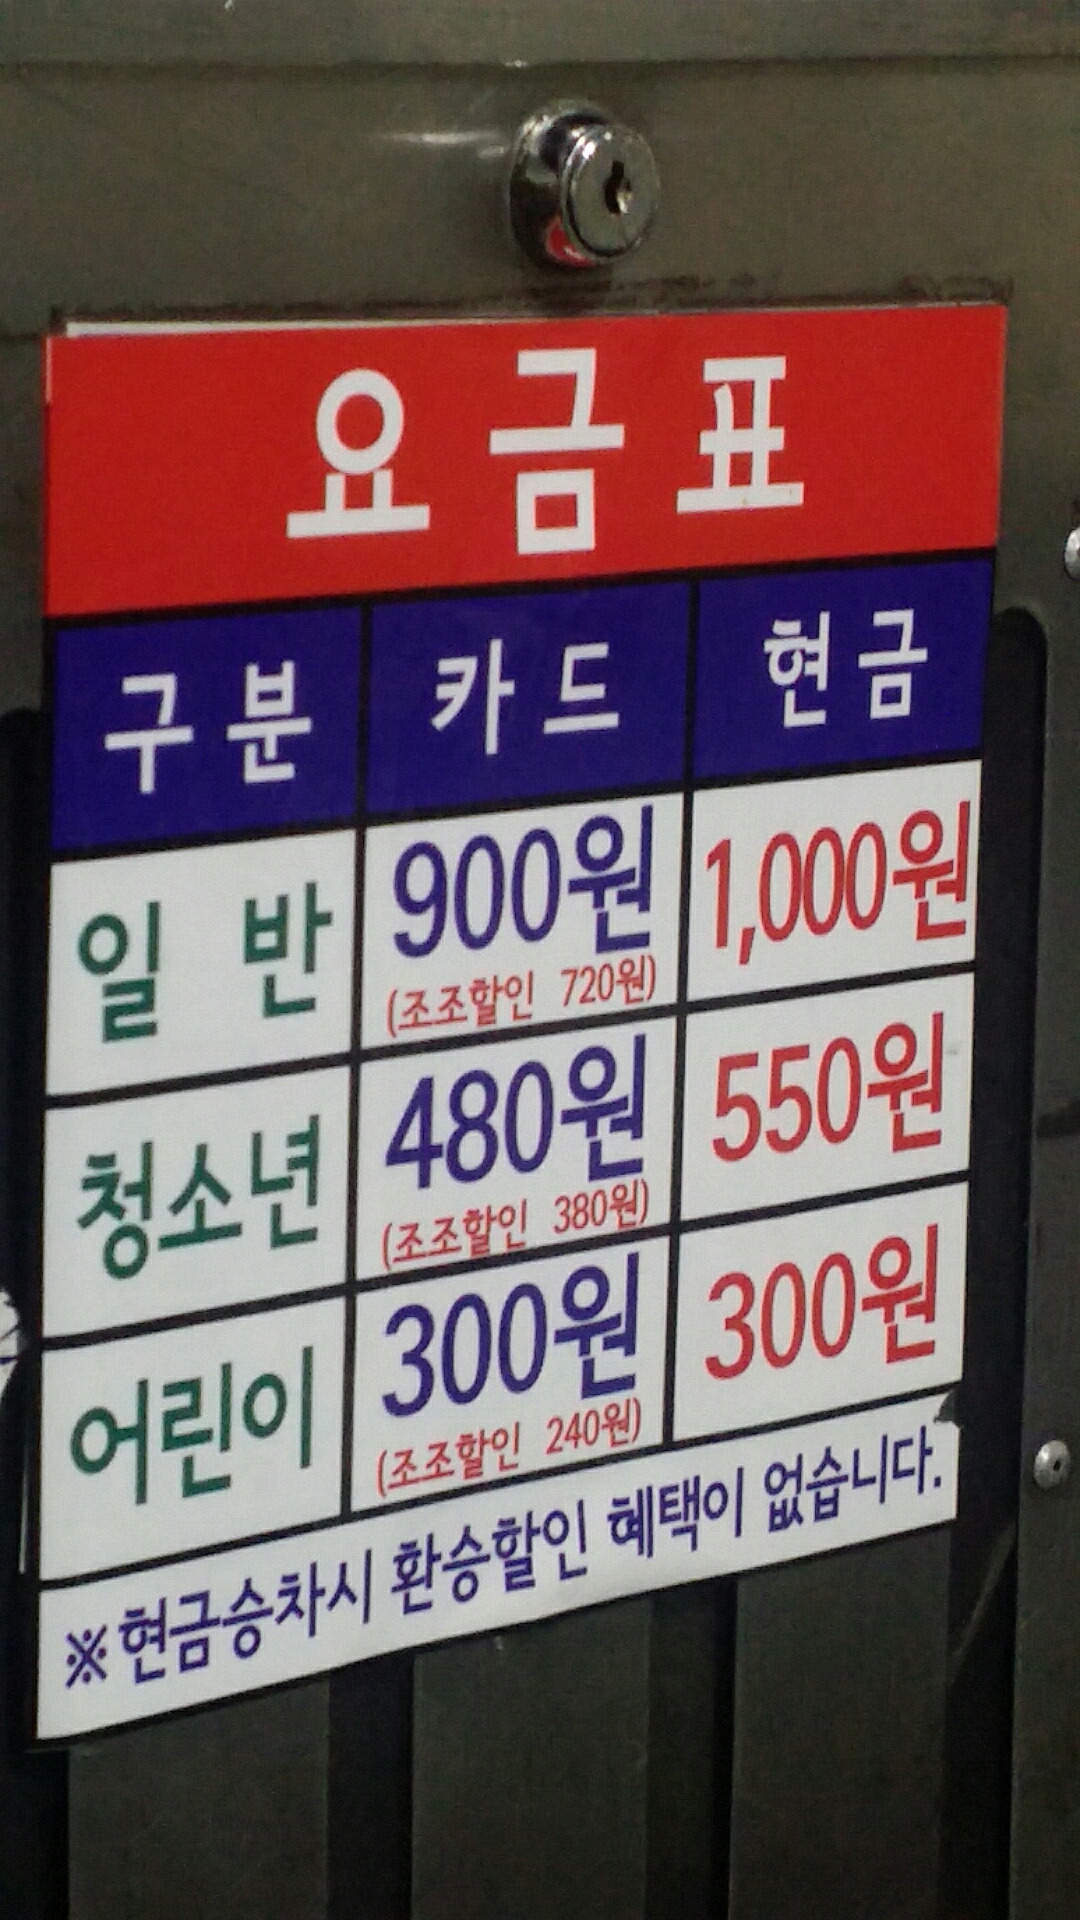 요금표
구분 카드 현금
일반 900원 1,000원
(조조할인 720원)
청소년 480원 550원
(조조할인 380원)
어린이 300원 300원
(조조할인 240원)
※현금승차시 환승할인 혜택이 없습니다.